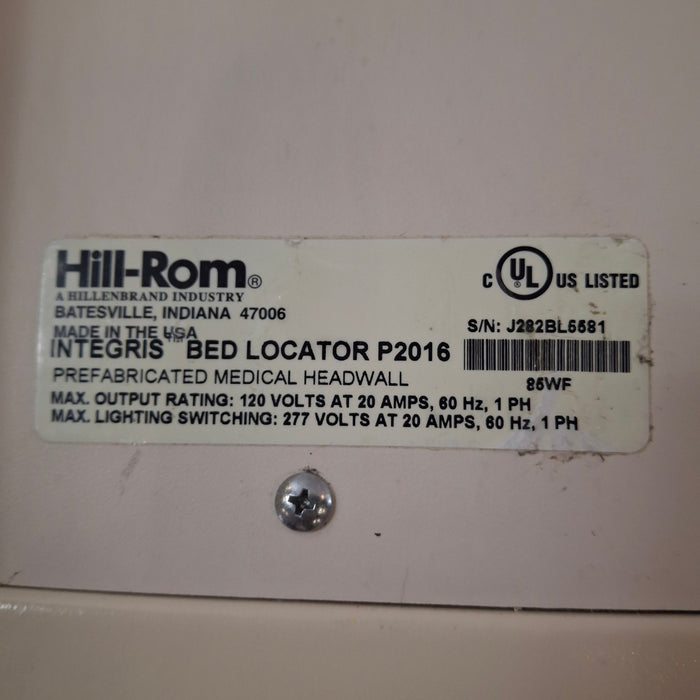 Hill-Rom®
A HILLENBRAND INDUSTRY
BATESVILLE, INDIANA 47006
MADE IN THE USA
C UL US LISTED
S/N: J282BL5581
INTEGRIS™ BED LOCATOR P2016
PREFABRICATED MEDICAL HEADWALL
85WF
MAX. OUTPUT RATING: 120 VOLTS AT 20 AMPS, 60 Hz, 1 PH
MAX. LIGHTING SWITCHING: 277 VOLTS AT 20 AMPS, 60 Hz, 1 PH